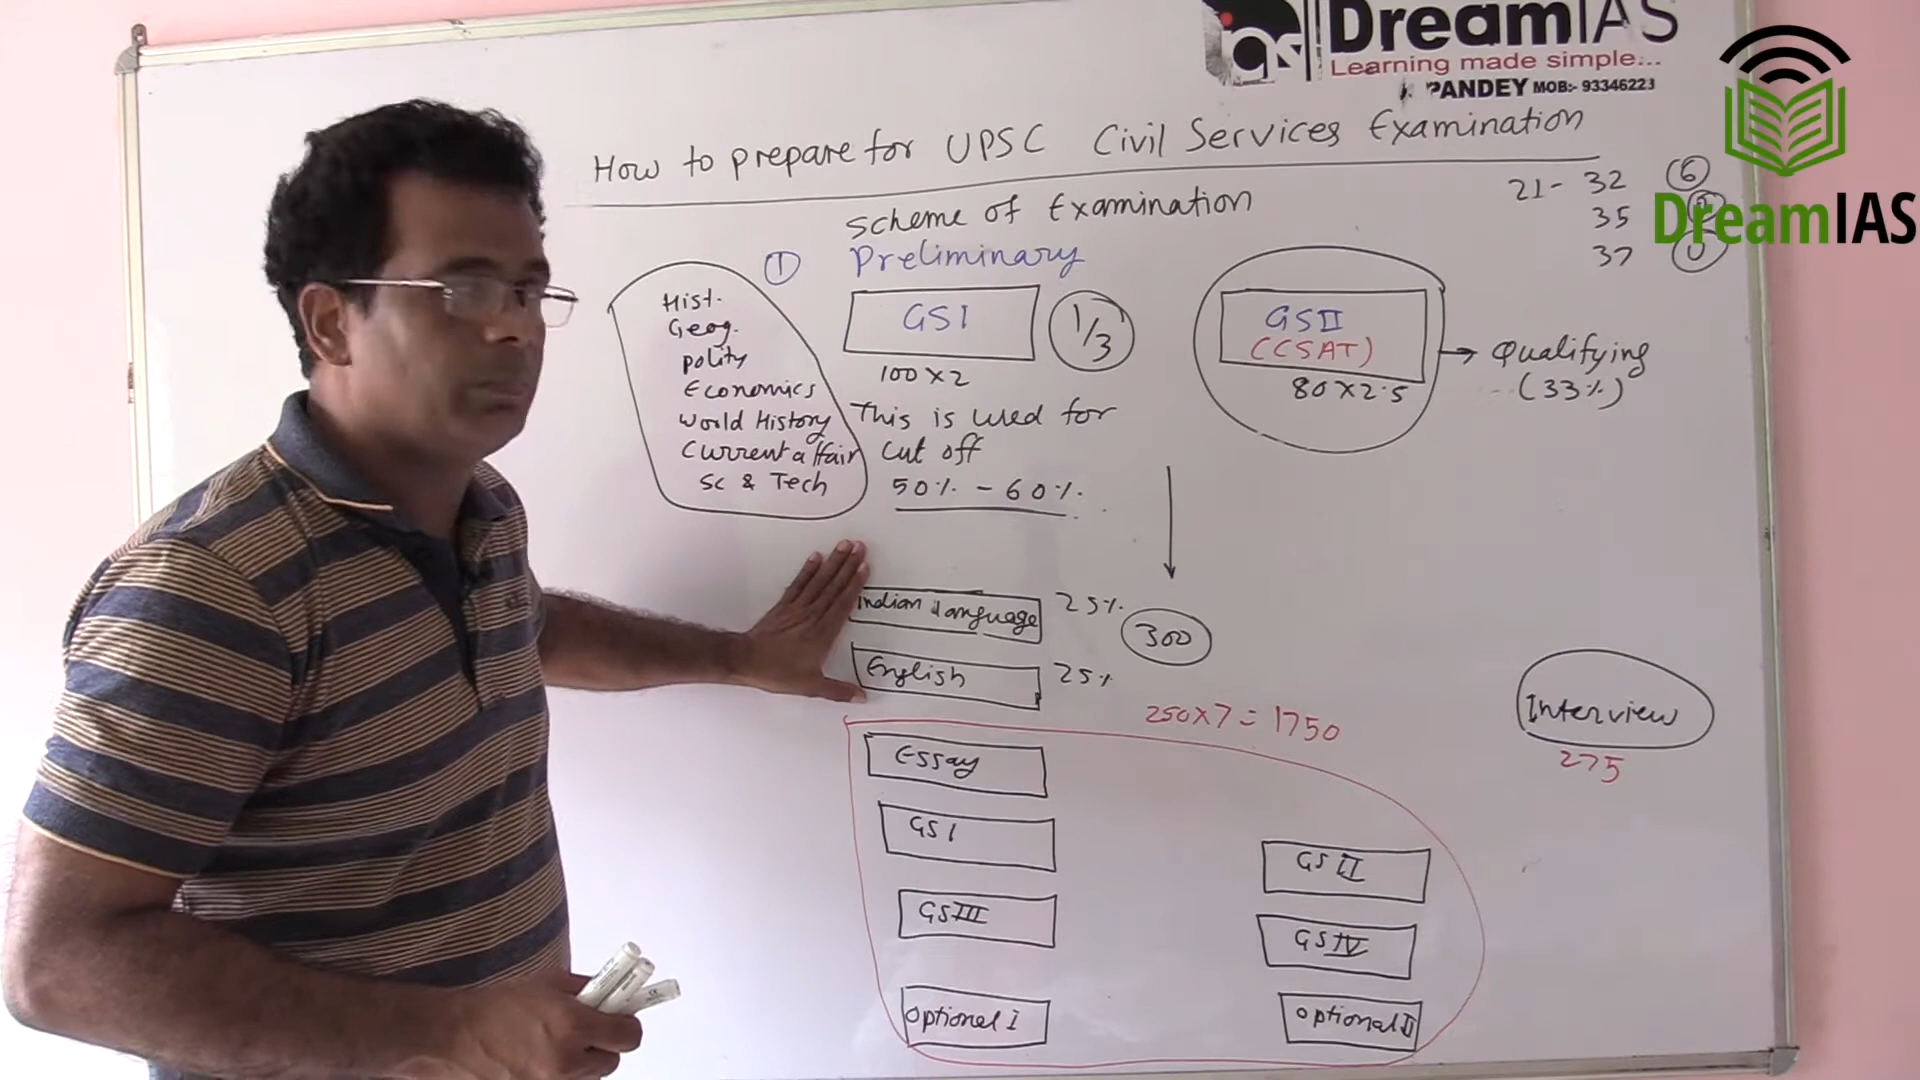 DreamIAS
Learning made simple...
PANDEY MOB:- 93346223
DreamIAS
How to prepare for UPSC Civil Services Examination
Scheme of Examination
21 - 32 6
35
37
① Preliminary
Hist.
Geog.
polity
Economics
World History
Current affair
Sc & Tech
GS I
1/3
100 X 2
This is used for
cut off
50% - 60%.
GS II
(CSAT)
80 X 2.5
→ Qualifying
(33%)
Indian language 25%.
300
English 25%
250 X 7 = 1750
Interview
275
Essay
GS I
GS II
GS III
GS IV
Optional I
Optional II